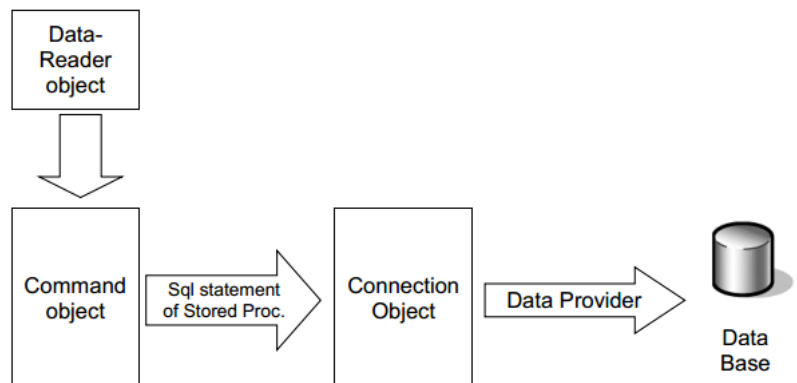 Data-
Reader
object
Command
object
Sql statement
of Stored Proc.
Connection
Object
Data Provider
Data
Base